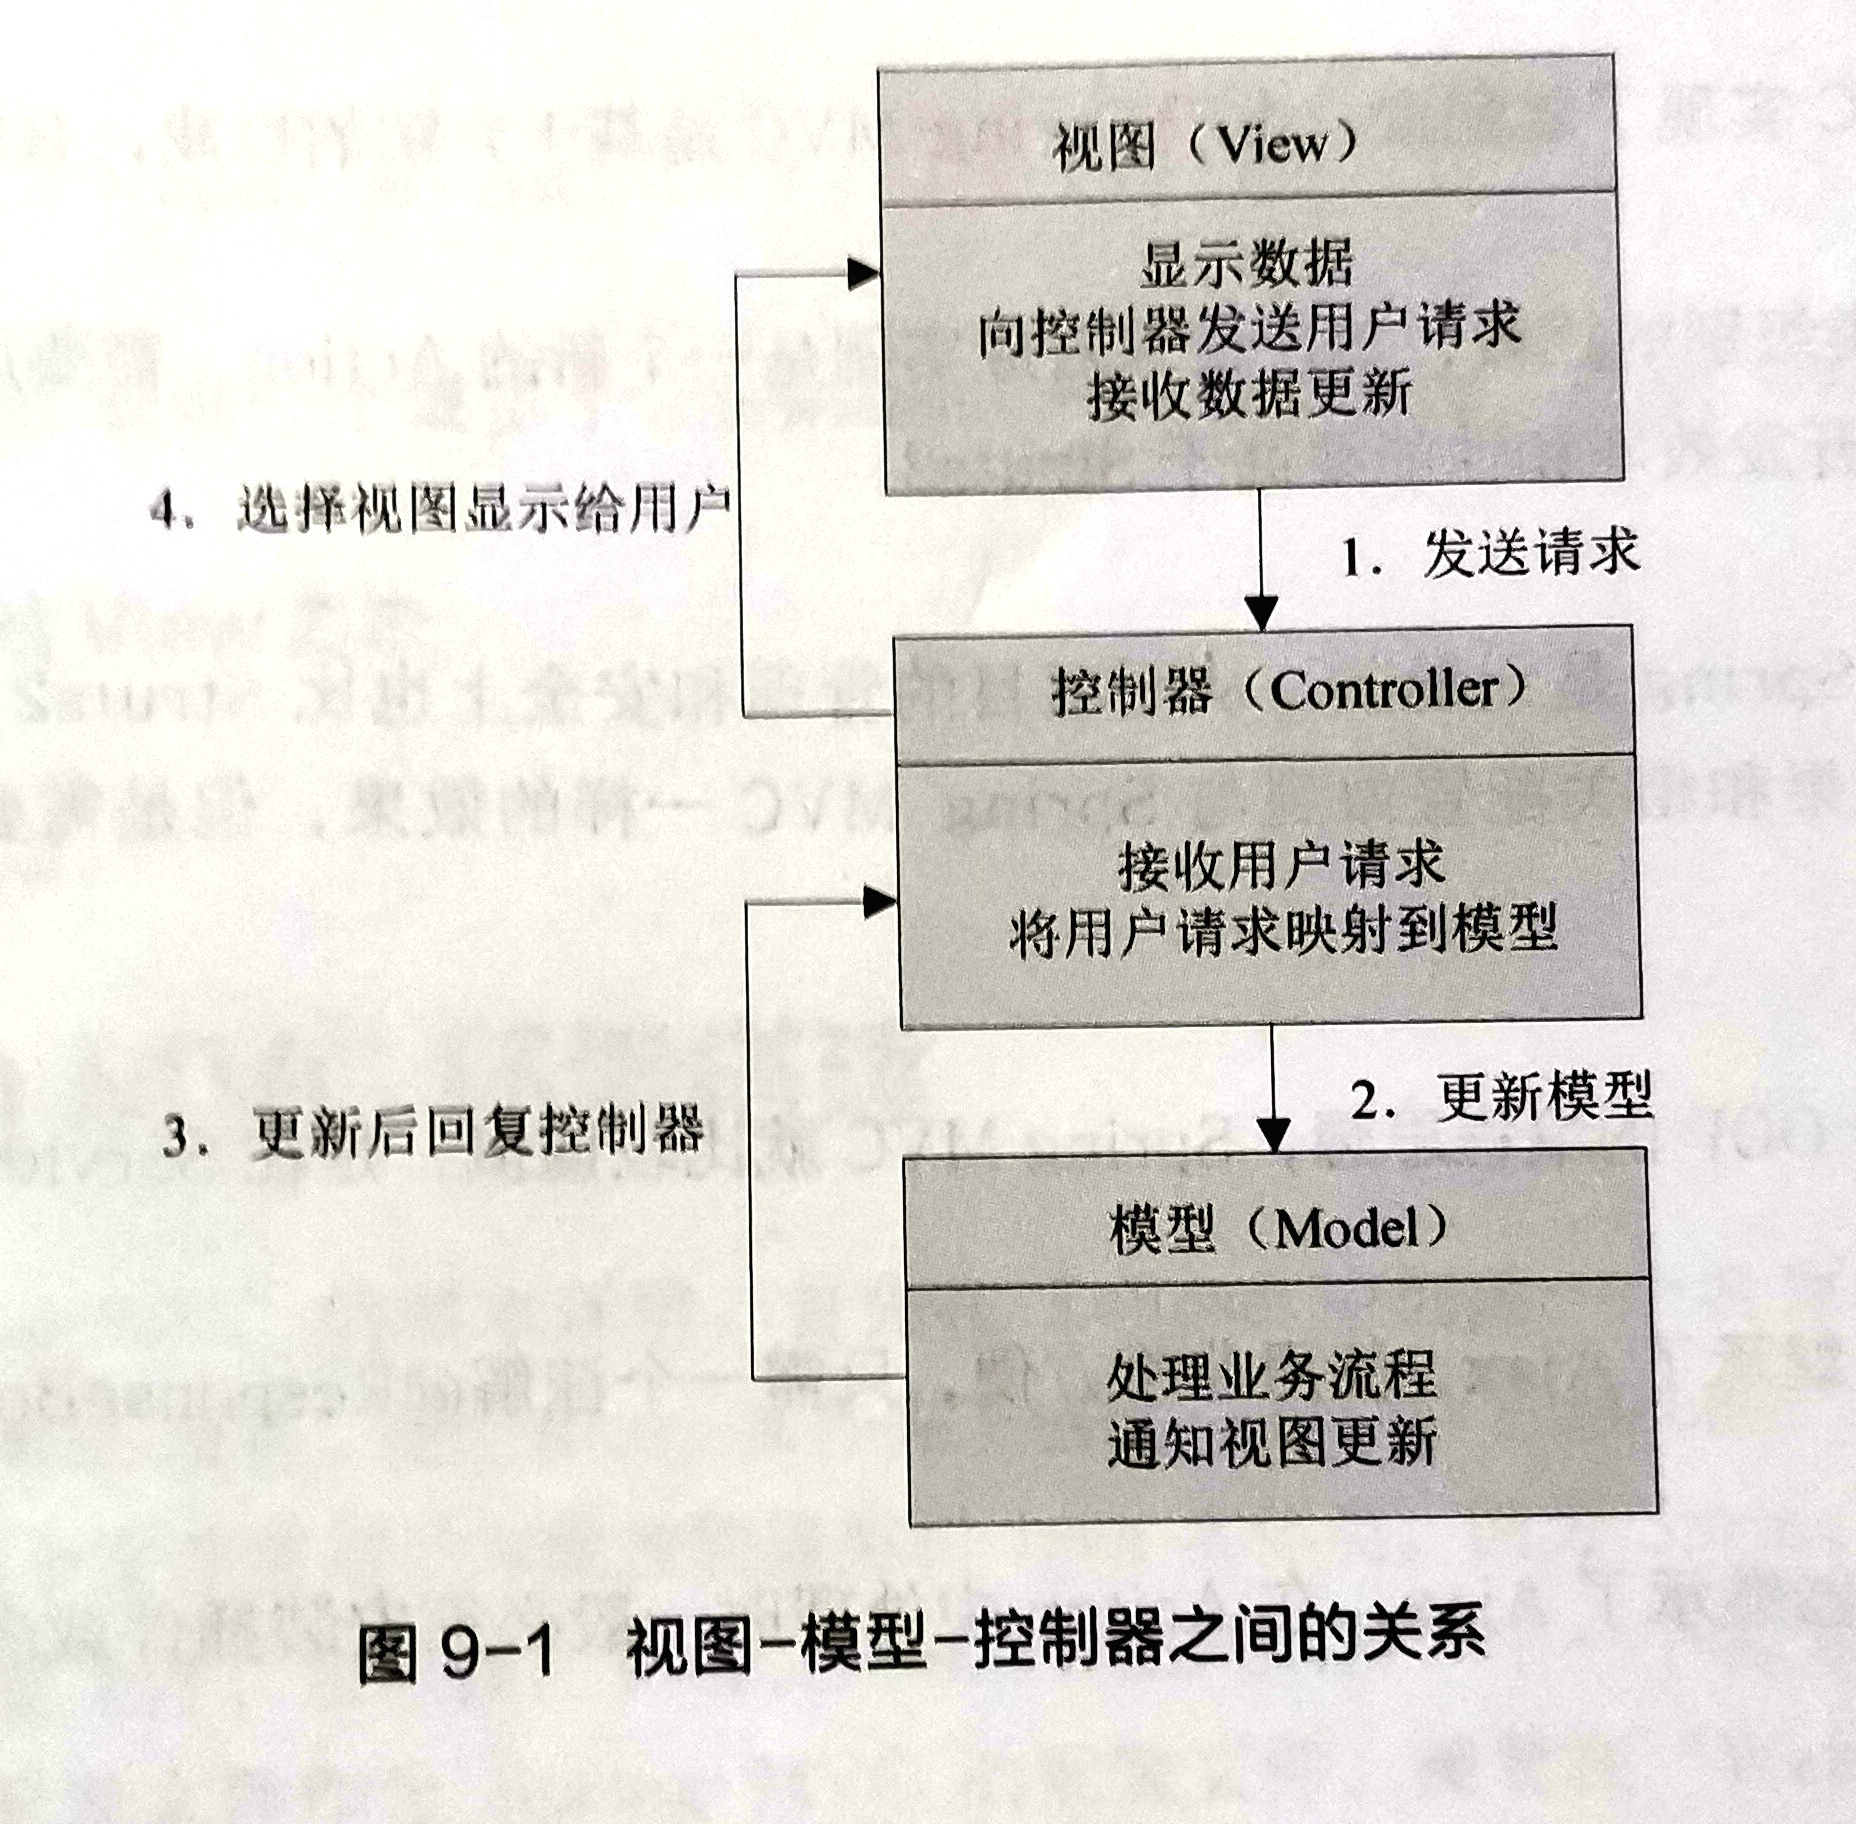 视图（View）
显示数据
向控制器发送用户请求
接收数据更新
4．选择视图显示给用户
1．发送请求
控制器（Controller）
接收用户请求
将用户请求映射到模型
3．更新后回复控制器
2．更新模型
模型（Model）
处理业务流程
通知视图更新
图 9-1 视图-模型-控制器之间的关系